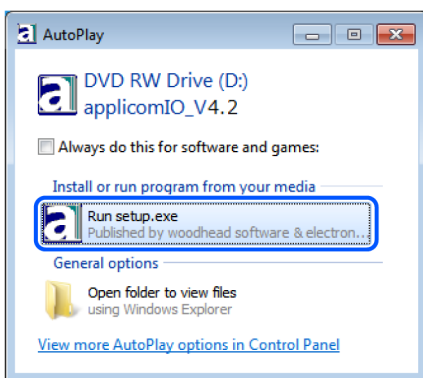 AutoPlay
DVD RW Drive (D:)
applicomIO_V4.2
Always do this for software and games:
Install or run program from your media
Run setup.exe
Published by woodhead software & electron...
General options
Open folder to view files
using Windows Explorer
View more AutoPlay options in Control Panel